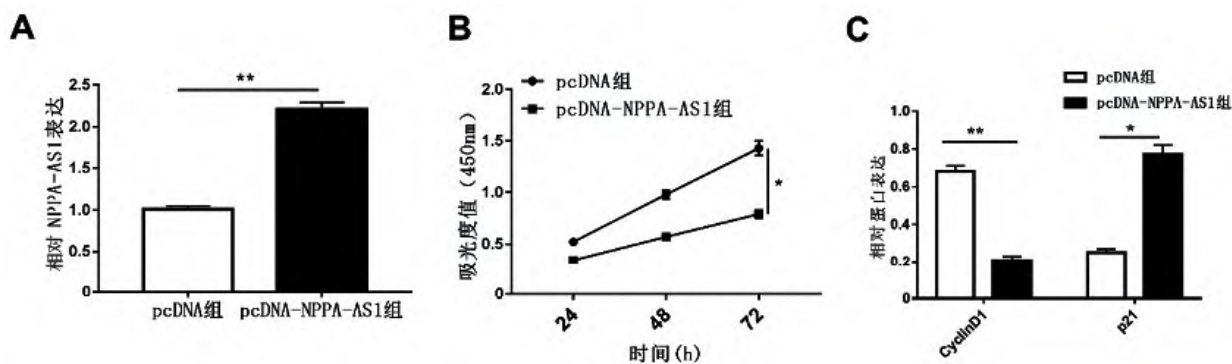 A
相对 NPPA-AS1表达
2.5
2.0
1.5
1.0
0.5
0.0
**
pcDNA组
pcDNA-NPPA-AS1组
B
吸光度值（450nm）
2.0
1.5
1.0
0.5
0.0
pcDNA组
pcDNA-NPPA-AS1组
*
24
48
72
时间(h)
C
pcDNA组
pcDNA-NPPA-AS1组
相对蛋白表达
0.8
0.6
0.4
0.2
0.0
**
*
CyclinD1
p21